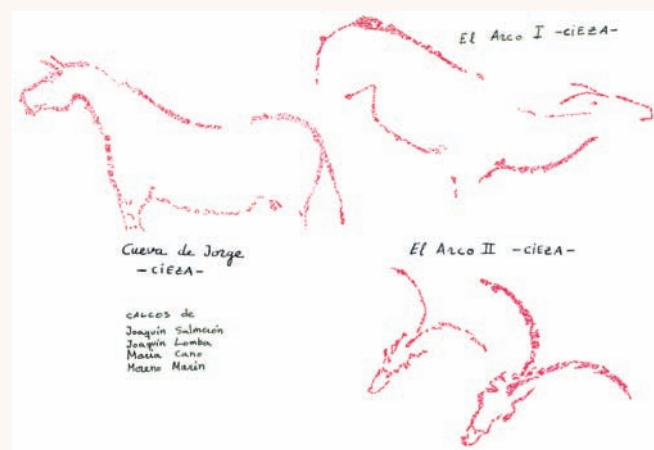 El Arco I -CiEZA-
Cueva de Jorge
-CiEZA-
El Arco II -CiEZA-
CALCOS de
Joaquín Salmerón
Joaquín Lomba
María Cano
Moreno Marín